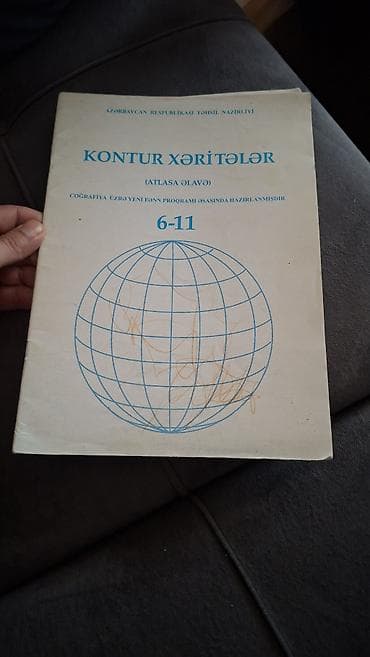 AZƏRBAYCAN RESPUBLİKASI TƏHSİL NAZİRLİYİ
KONTUR XƏRİTƏLƏR
(ATLASA ƏLAVƏ)
COĞRAFİYA ÜZRƏ YENİ FƏNN PROQRAMI ƏSASINDA HAZIRLANMIŞDIR
6-11